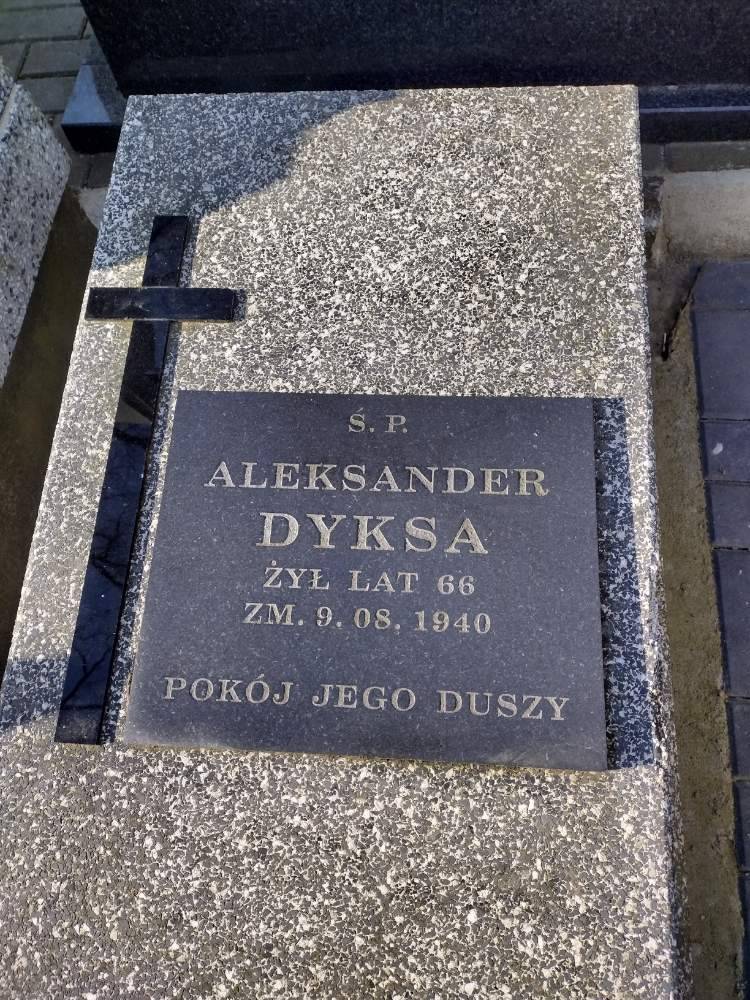 Ś. P.
ALEKSANDER
DYKSA
ŻYŁ LAT 66
ZM. 9. 08. 1940
POKÓJ JEGO DUSZY